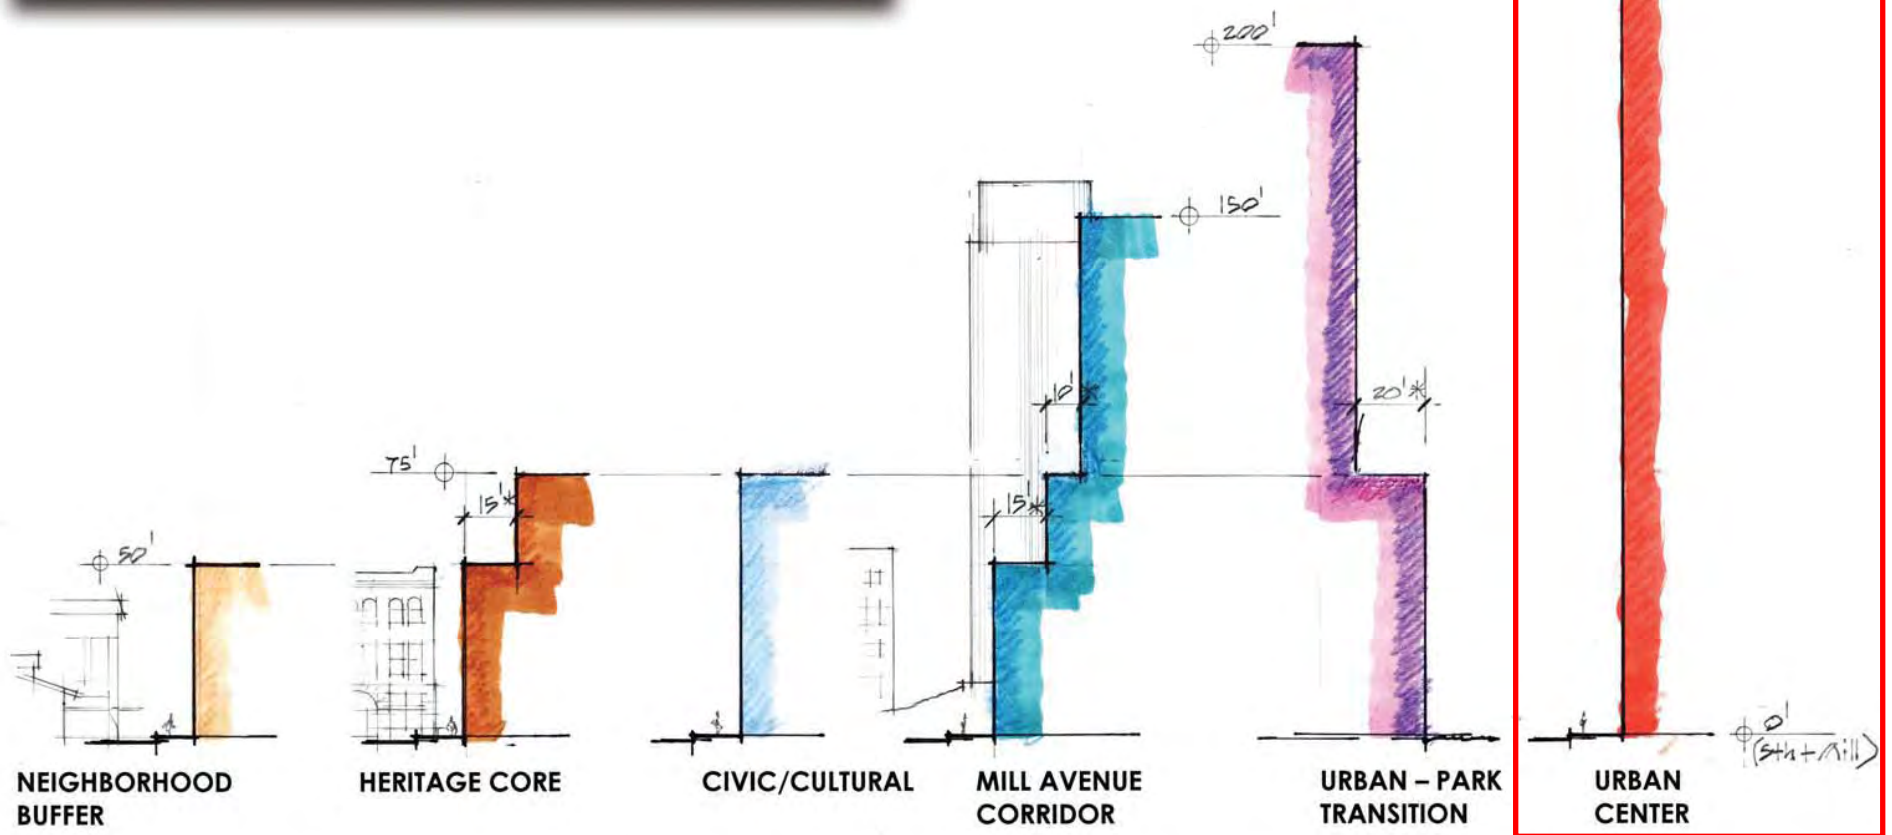 200'
150'
10'*
20'*
75'
15'*
15'*
50'
0'
(5th+Mill)
NEIGHBORHOOD
BUFFER
HERITAGE CORE
CIVIC/CULTURAL
MILL AVENUE
CORRIDOR
URBAN – PARK
TRANSITION
URBAN
CENTER